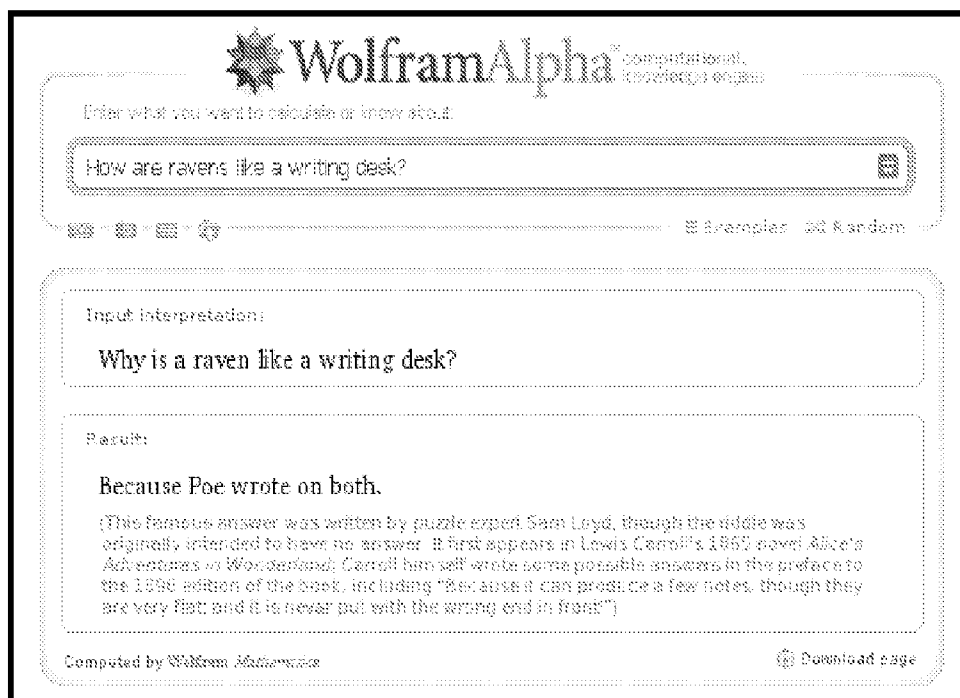 WolframAlpha™ computational
knowledge engine
Enter what you want to calculate or know about:
How are ravens like a writing desk?
Examples Random
Input interpretation:
Why is a raven like a writing desk?
Result:
Because Poe wrote on both.
(This famous answer was written by puzzle expert Sam Loyd, though the riddle was
originally intended to have no answer. It first appears in Lewis Carroll's 1865 novel Alice's
Adventures in Wonderland; Carroll himself wrote some possible answers in the preface to
the 1896 edition of the book, including "Because it can produce a few notes, though they
are very flat; and it is nevar put with the wrong end in front!")
Computed by Wolfram Mathematica
Download page